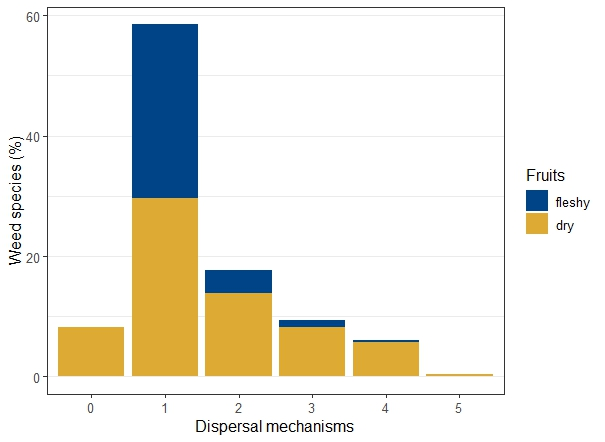 60
40
20
0
Weed species (%)
0 1 2 3 4 5
Dispersal mechanisms
Fruits
fleshy
dry